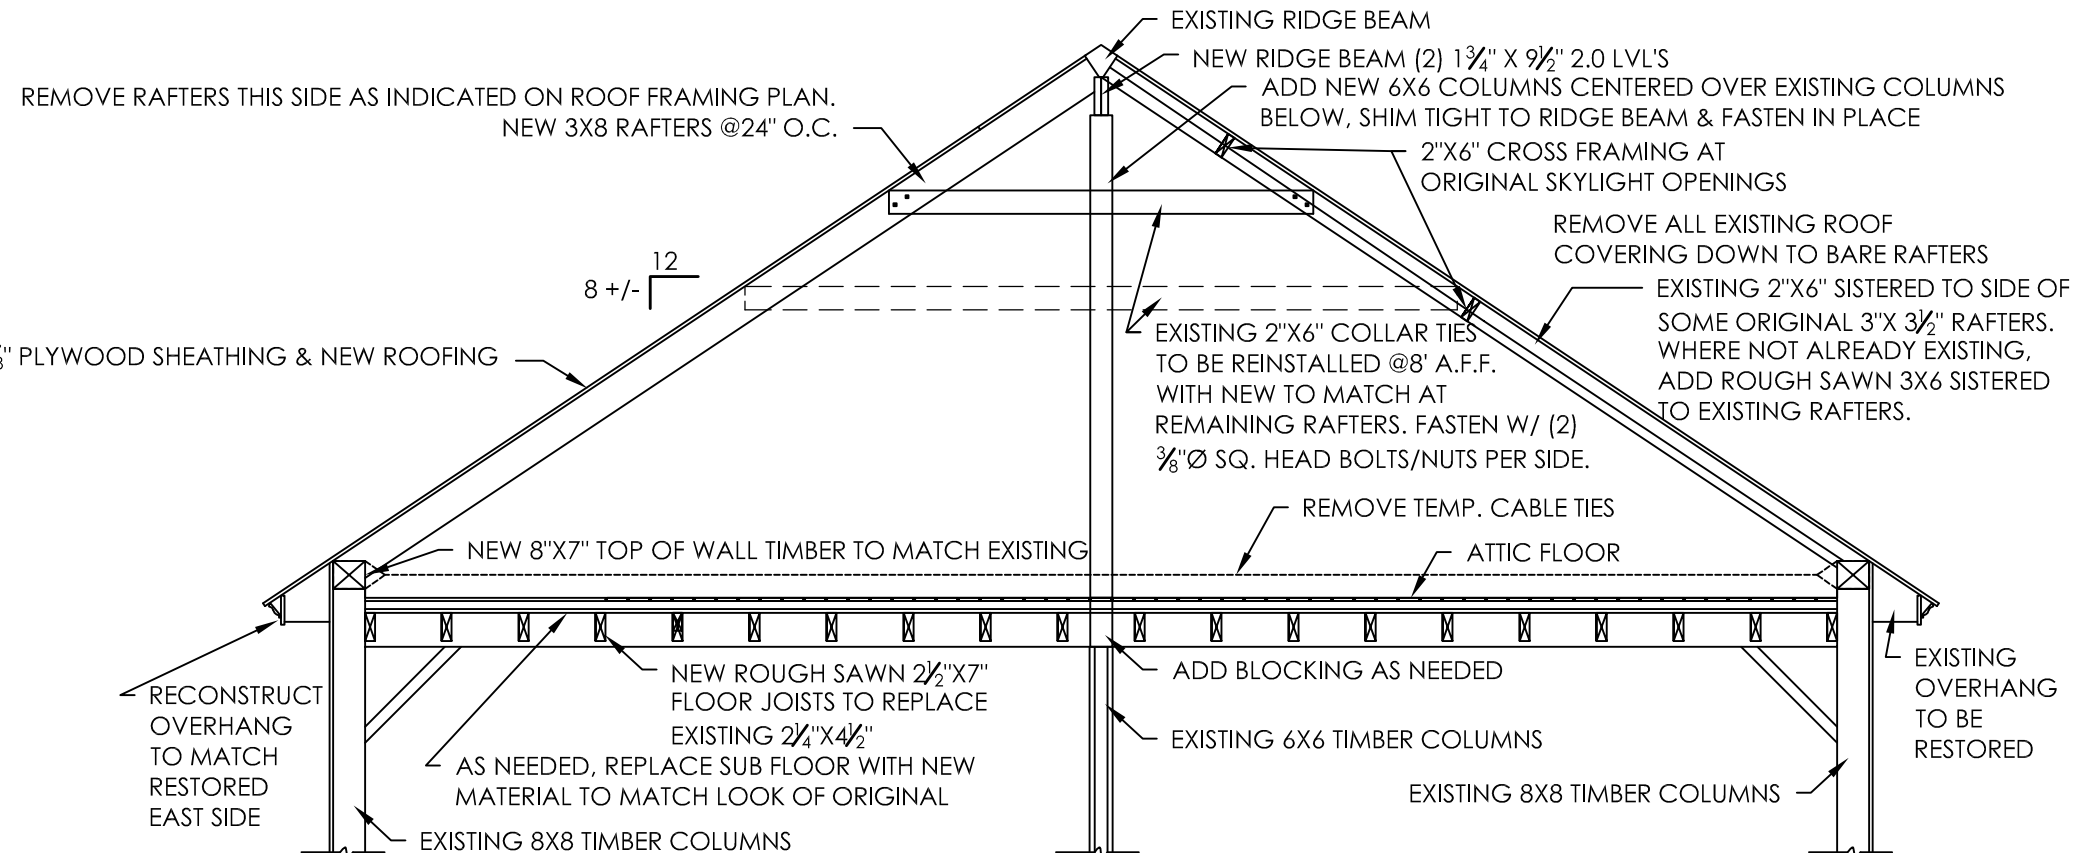 EXISTING RIDGE BEAM
NEW RIDGE BEAM (2) 1¾" X 9½" 2.0 LVL'S
ADD NEW 6X6 COLUMNS CENTERED OVER EXISTING COLUMNS
BELOW, SHIM TIGHT TO RIDGE BEAM & FASTEN IN PLACE
REMOVE RAFTERS THIS SIDE AS INDICATED ON ROOF FRAMING PLAN.
NEW 3X8 RAFTERS @24" O.C.
2"X6" CROSS FRAMING AT
ORIGINAL SKYLIGHT OPENINGS
REMOVE ALL EXISTING ROOF
COVERING DOWN TO BARE RAFTERS
EXISTING 2"X6" SISTERED TO SIDE OF
SOME ORIGINAL 3"X 3½" RAFTERS.
WHERE NOT ALREADY EXISTING,
ADD ROUGH SAWN 3X6 SISTERED
TO EXISTING RAFTERS.
12
8 +/-
PLYWOOD SHEATHING & NEW ROOFING
EXISTING 2"X6" COLLAR TIES
TO BE REINSTALLED @8' A.F.F.
WITH NEW TO MATCH AT
REMAINING RAFTERS. FASTEN W/ (2)
⅜"Ø SQ. HEAD BOLTS/NUTS PER SIDE.
REMOVE TEMP. CABLE TIES
NEW 8"X7" TOP OF WALL TIMBER TO MATCH EXISTING
ATTIC FLOOR
RECONSTRUCT
OVERHANG
TO MATCH
RESTORED
EAST SIDE
NEW ROUGH SAWN 2½"X7"
FLOOR JOISTS TO REPLACE
EXISTING 2¼"X4½"
AS NEEDED, REPLACE SUB FLOOR WITH NEW
MATERIAL TO MATCH LOOK OF ORIGINAL
EXISTING 8X8 TIMBER COLUMNS
ADD BLOCKING AS NEEDED
EXISTING 6X6 TIMBER COLUMNS
EXISTING 8X8 TIMBER COLUMNS
EXISTING
OVERHANG
TO BE
RESTORED